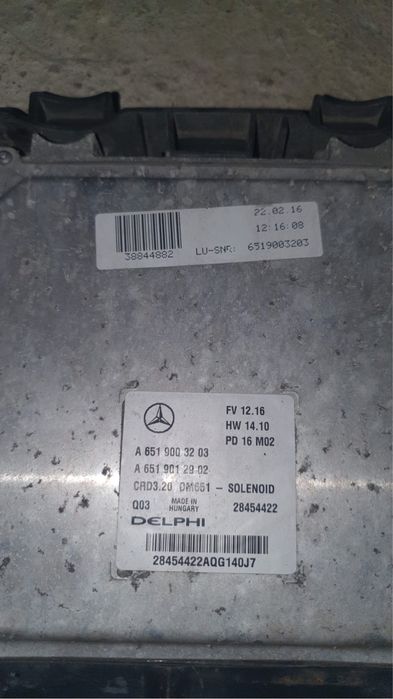 22.02.16
12:16:08
38844882
LU-SNR: 6519003203
FV 12.16
HW 14.10
PD 16 M02
A 651 900 32 03
A 651 901 29 02
CRD3.20 OM651 - SOLENOID
Q03 MADE IN HUNGARY 28454422
DELPHI
28454422AQG140J7